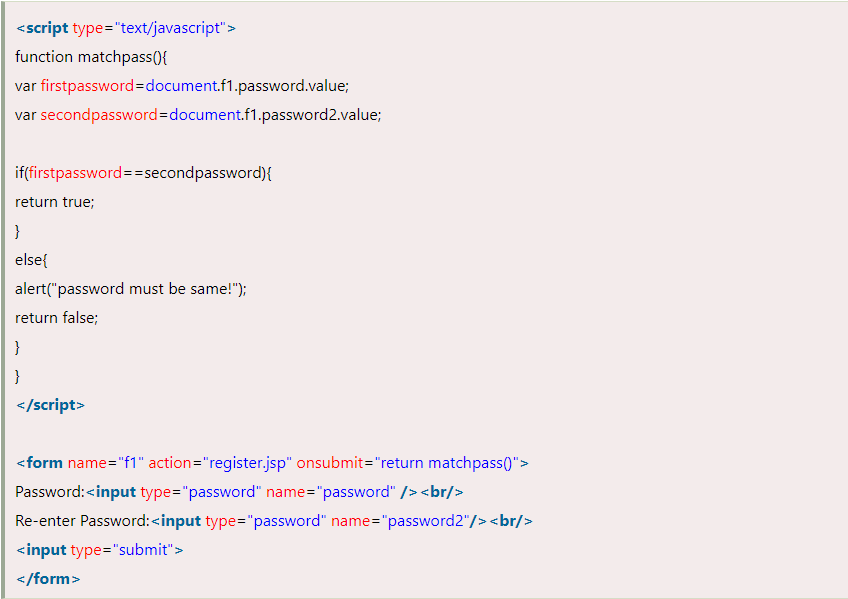 <script type="text/javascript">
function matchpass(){
var firstpassword=document.f1.password.value;
var secondpassword=document.f1.password2.value;
if(firstpassword==secondpassword){
return true;
}
else{
alert("password must be same!");
return false;
}
}
</script>
<form name="f1" action="register.jsp" onsubmit="return matchpass()">
Password:<input type="password" name="password" /><br/>
Re-enter Password:<input type="password" name="password2"/><br/>
<input type="submit">
</form>